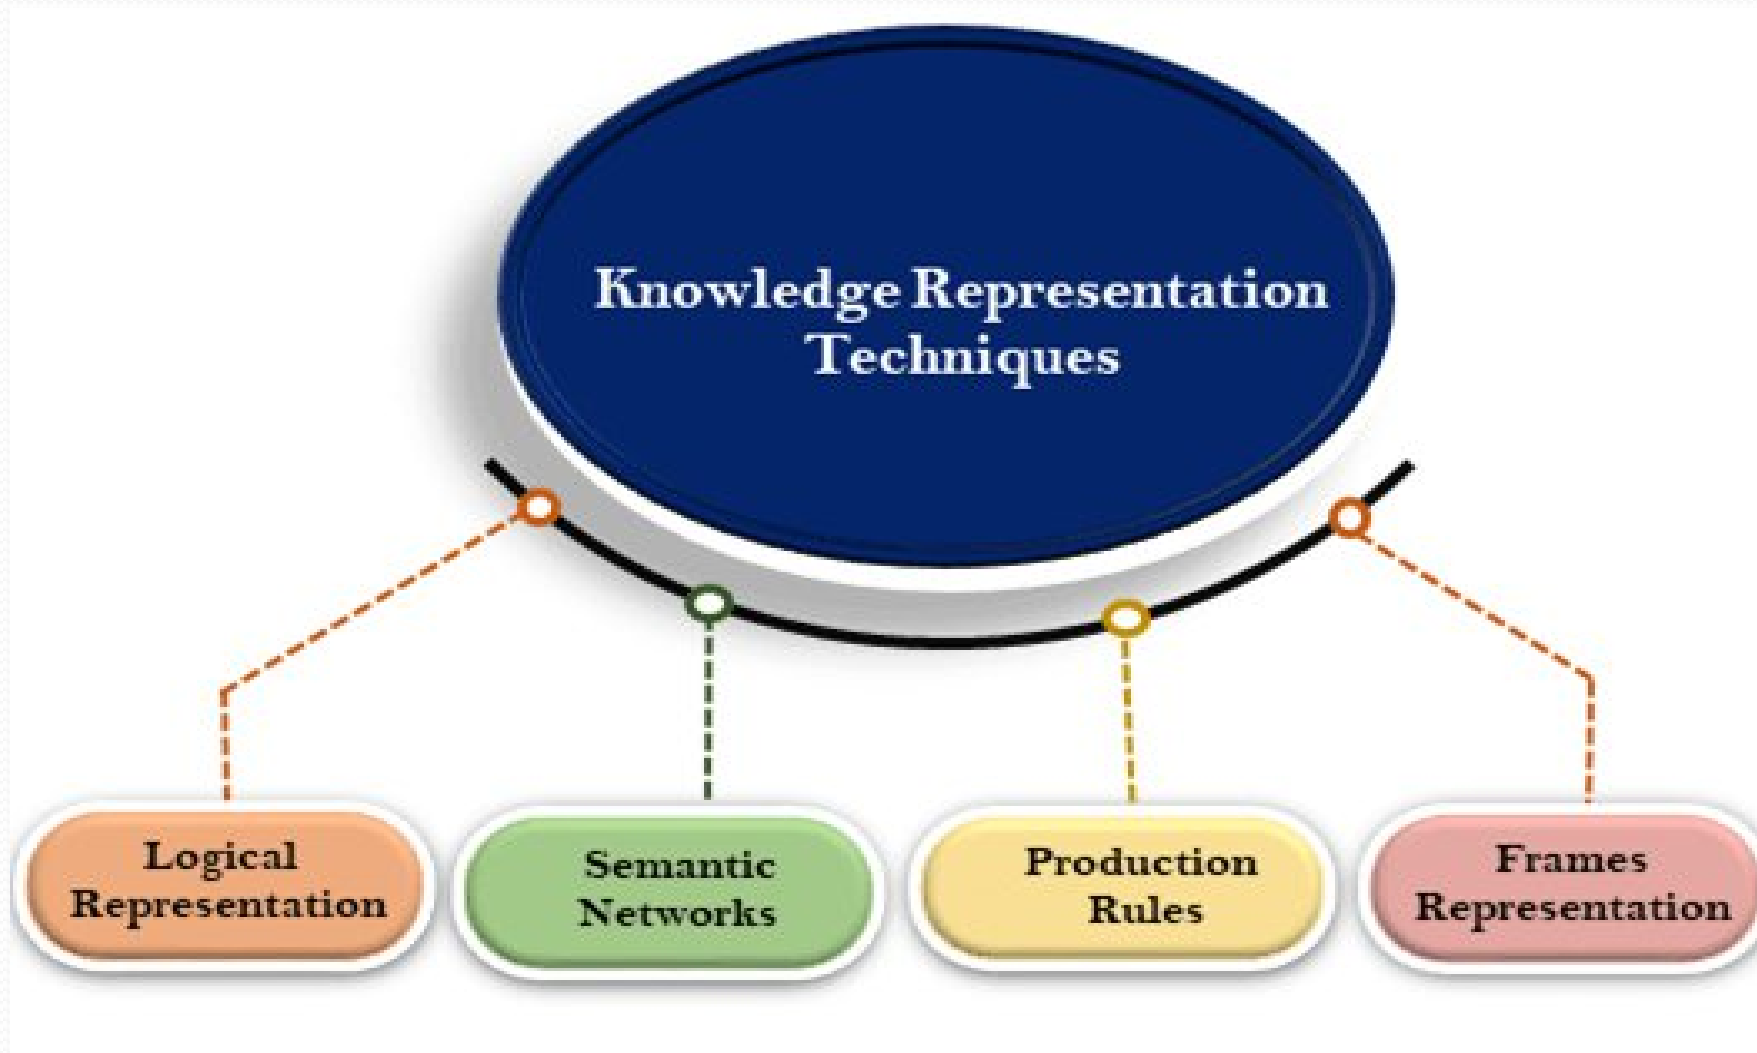 Knowledge Representation
Techniques
Logical
Representation
Semantic
Networks
Production
Rules
Frames
Representation